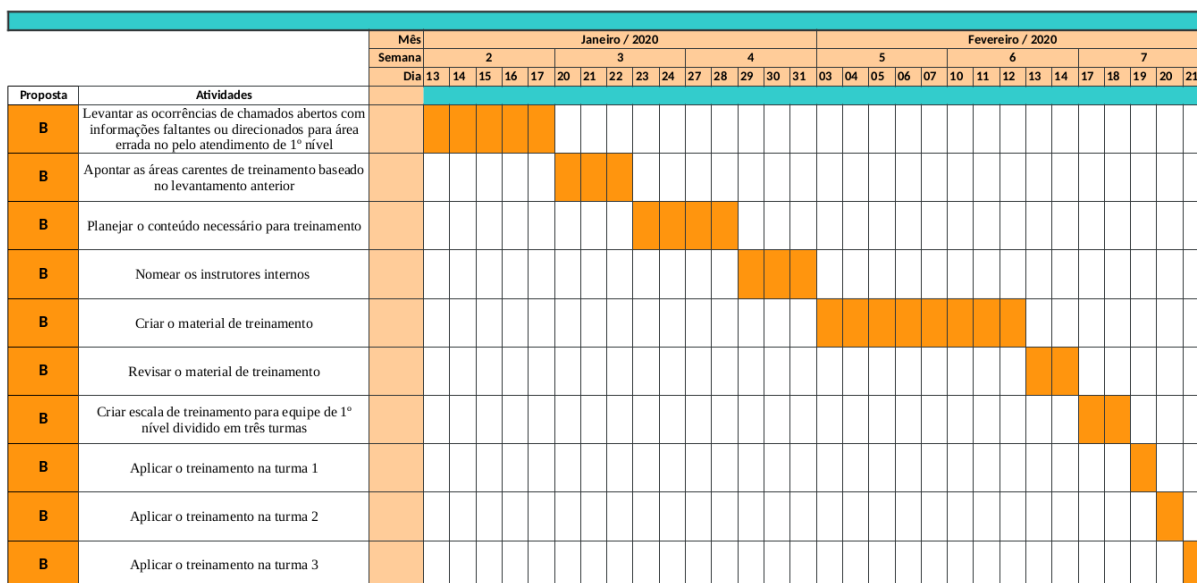 Mês Janeiro / 2020 Fevereiro / 2020
Semana 2 3 4 5 6 7
Dia 13 14 15 16 17 20 21 22 23 24 27 28 29 30 31 03 04 05 06 07 10 11 12 13 14 17 18 19 20 21
Proposta Atividades
B Levantar as ocorrências de chamados abertos com
informações faltantes ou direcionados para área
errada no pelo atendimento de 1º nível
B Apontar as áreas carentes de treinamento baseado
no levantamento anterior
B Planejar o conteúdo necessário para treinamento
B Nomear os instrutores internos
B Criar o material de treinamento
B Revisar o material de treinamento
B Criar escala de treinamento para equipe de 1º
nível dividido em três turmas
B Aplicar o treinamento na turma 1
B Aplicar o treinamento na turma 2
B Aplicar o treinamento na turma 3